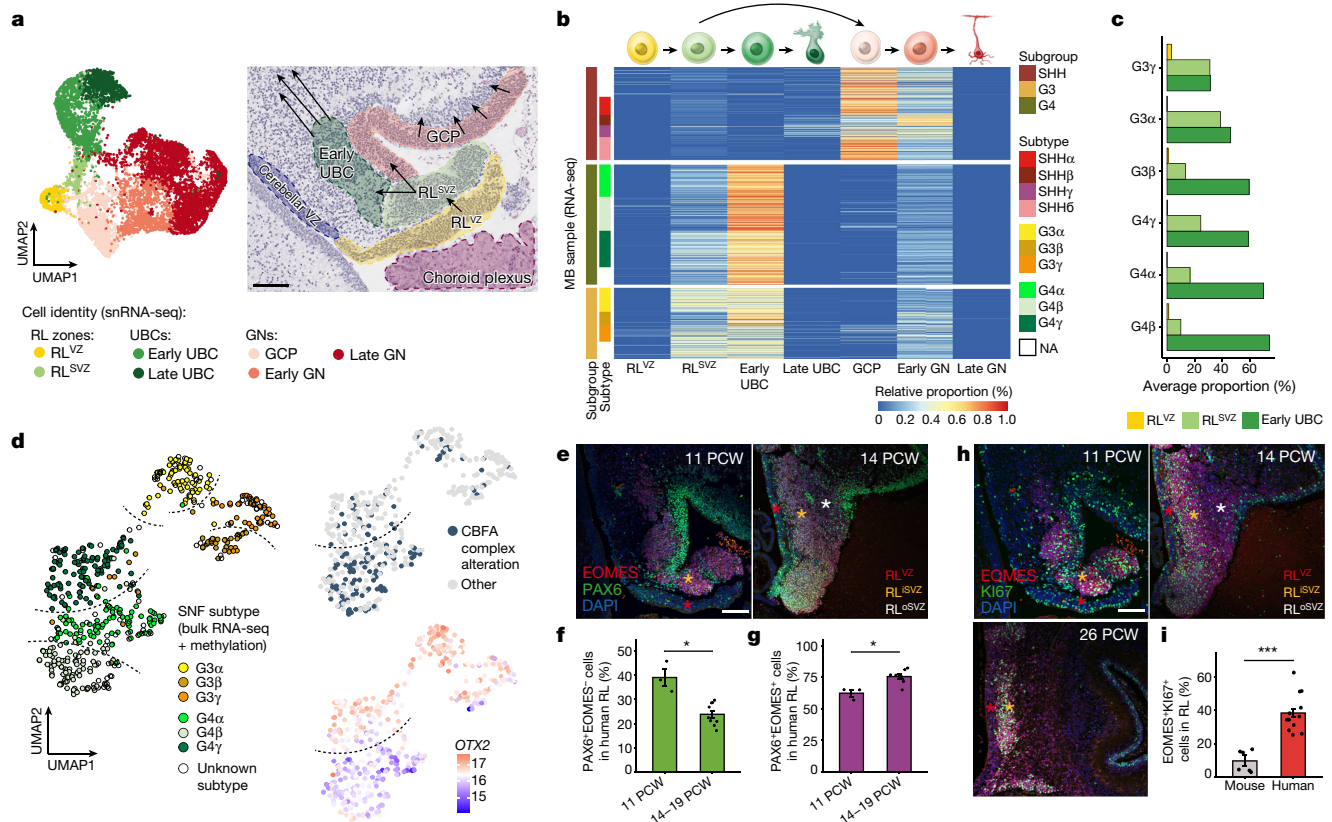 a
UMAP2
UMAP1
Early
UBC
GCP
RL^SVZ
RL^VZ
Cerebellar VZ
Choroid plexus
Cell identity (snRNA-seq):
RL zones:
RL^VZ
RL^SVZ
UBCs:
Early UBC
Late UBC
GNs:
GCP
Early GN
Late GN
b
MB sample (RNA-seq)
Subgroup
Subtype
RL^VZ
RL^SVZ
Early
UBC
Late UBC
GCP
Early GN
Late GN
Relative proportion (%)
0 0.2 0.4 0.6 0.8 1.0
Subgroup
SHH
G3
G4
Subtype
SHHα
SHHβ
SHHγ
SHHδ
G3α
G3β
G3γ
G4α
G4β
G4γ
NA
c
G3γ
G3α
G3β
G4γ
G4α
G4β
0 20 40 60
Average proportion (%)
RL^VZ RL^SVZ Early UBC
d
SNF subtype
(bulk RNA-seq
+ methylation)
G3α
G3β
G3γ
G4α
G4β
G4γ
Unknown
subtype
UMAP2
UMAP1
CBFA
complex
alteration
Other
OTX2
17
16
15
e
11 PCW
EOMES
PAX6
DAPI
14 PCW
RL^VZ
RL^iSVZ
RL^oSVZ
f
PAX6+EOMES− cells
in human RL (%)
50
40
30
20
10
0
*
11 PCW
14–19 PCW
g
PAX6+EOMES+ cells
in human RL (%)
100
75
50
25
0
*
11 PCW
14–19 PCW
h
11 PCW
EOMES
KI67
DAPI
14 PCW
RL^VZ
RL^iSVZ
RL^oSVZ
26 PCW
i
EOMES+KI67+
cells in RL (%)
60
40
20
0
***
Mouse Human